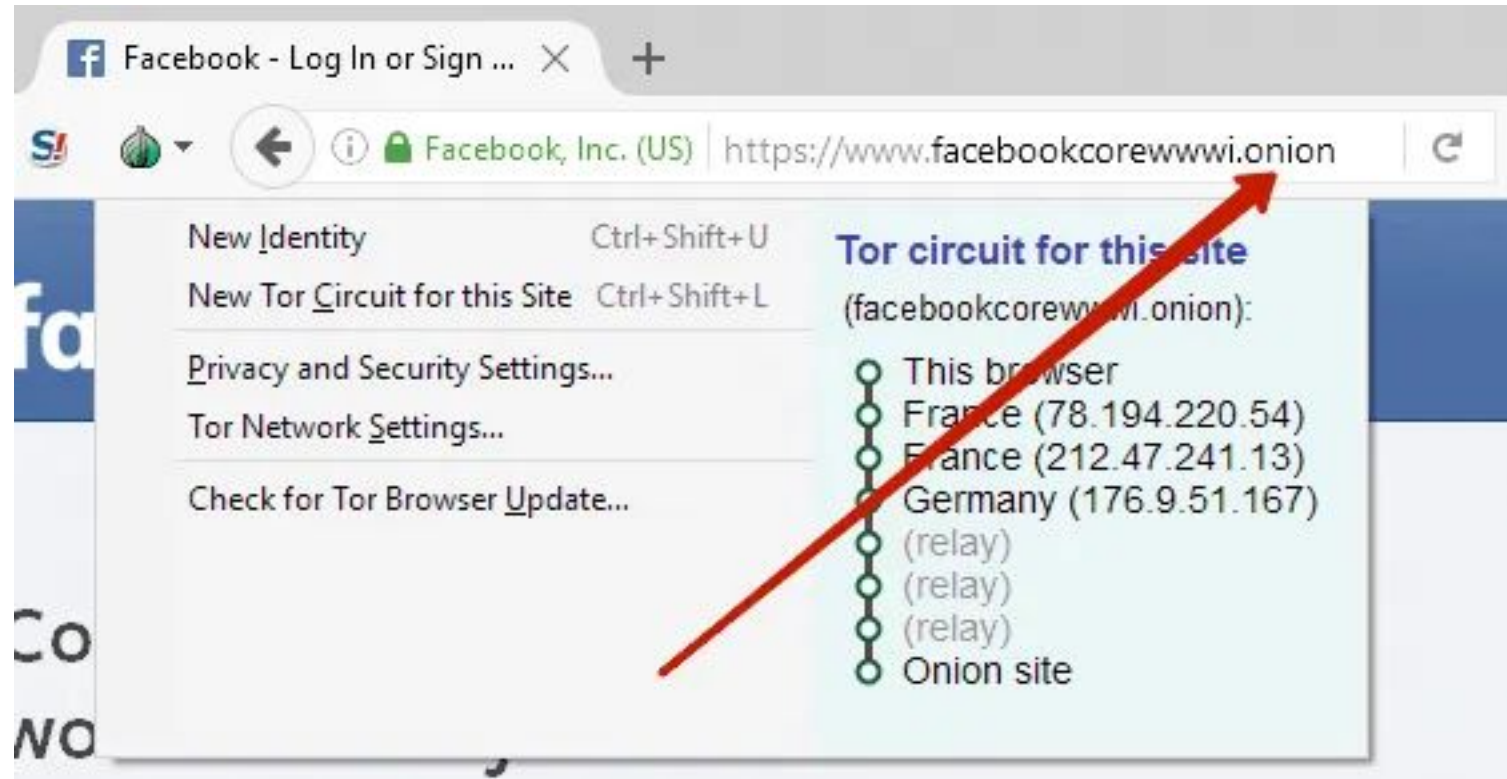 Facebook - Log In or Sign ...
S!
Facebook, Inc. (US) https://www.facebookcorewwwi.onion
New Identity Ctrl+Shift+U
New Tor Circuit for this Site Ctrl+Shift+L
Privacy and Security Settings...
Tor Network Settings...
Check for Tor Browser Update...
Tor circuit for this site
(facebookcorewwwi.onion):
This browser
France (78.194.220.54)
France (212.47.241.13)
Germany (176.9.51.167)
(relay)
(relay)
(relay)
Onion site